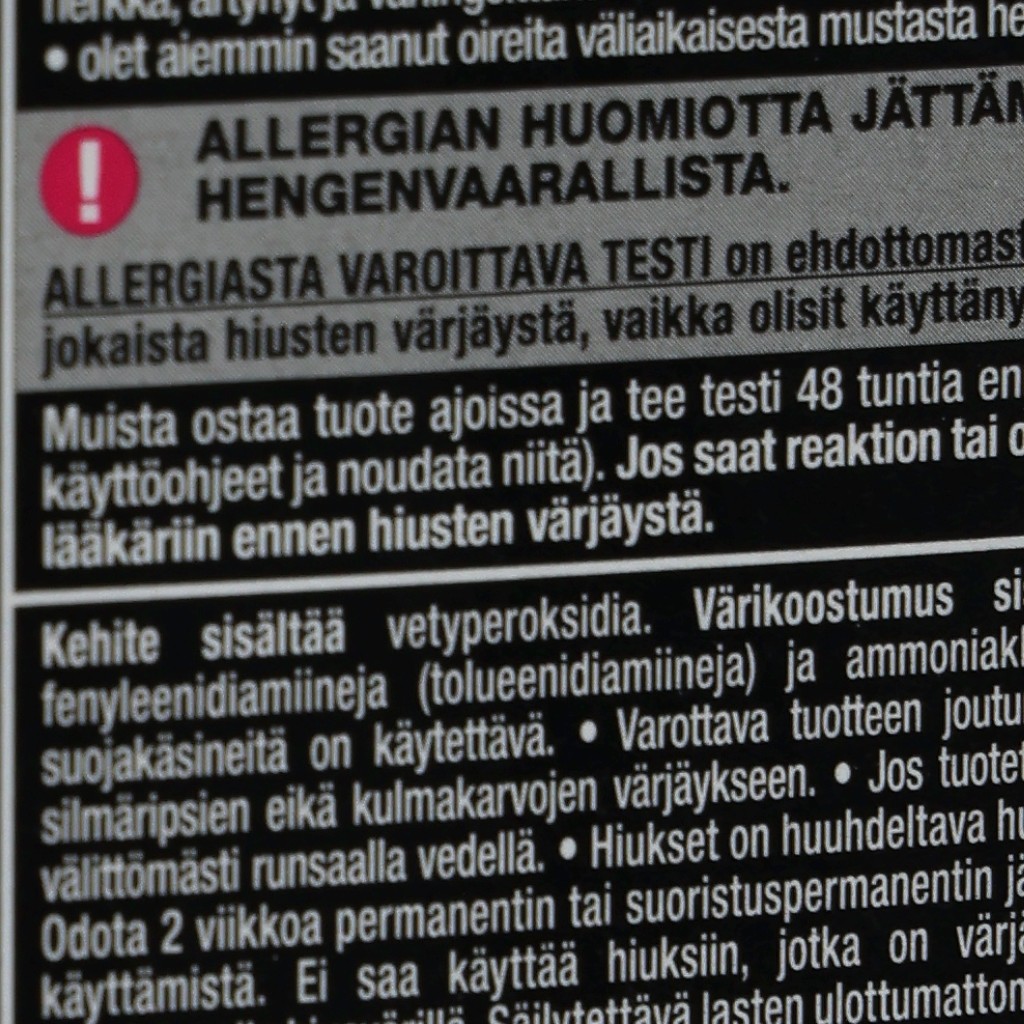 • olet aiemmin saanut oireita väliaikaisesta mustasta
ALLERGIAN HUOMIOTTA
HENGENVAARALLISTA.
ALLERGIASTA VAROITTAVA TESTI on
jokaista hiusten värjäystä, vaikka olisit
Muista ostaa tuote ajoissa ja tee testi 48 tuntia
käyttöohjeet ja noudata niitä). Jos saat reaktion tai
lääkäriin ennen hiusten värjäystä.
Kehite sisältää vetyperoksidia. Värikoostumus
fenyleenidiamiineja (tolueenidiamiineja) ja
suojakäsineitä on käytettävä. • Varottava tuotteen
silmäripsien eikä kulmakarvojen värjäykseen. • Jos
välittömästi runsaalla vedellä. • Hiukset on huuhdeltava
Odota 2 viikkoa permanentin tai suoristuspermanentin
käyttämistä. Ei saa käyttää hiuksiin, jotka on
Säilytettävä lasten